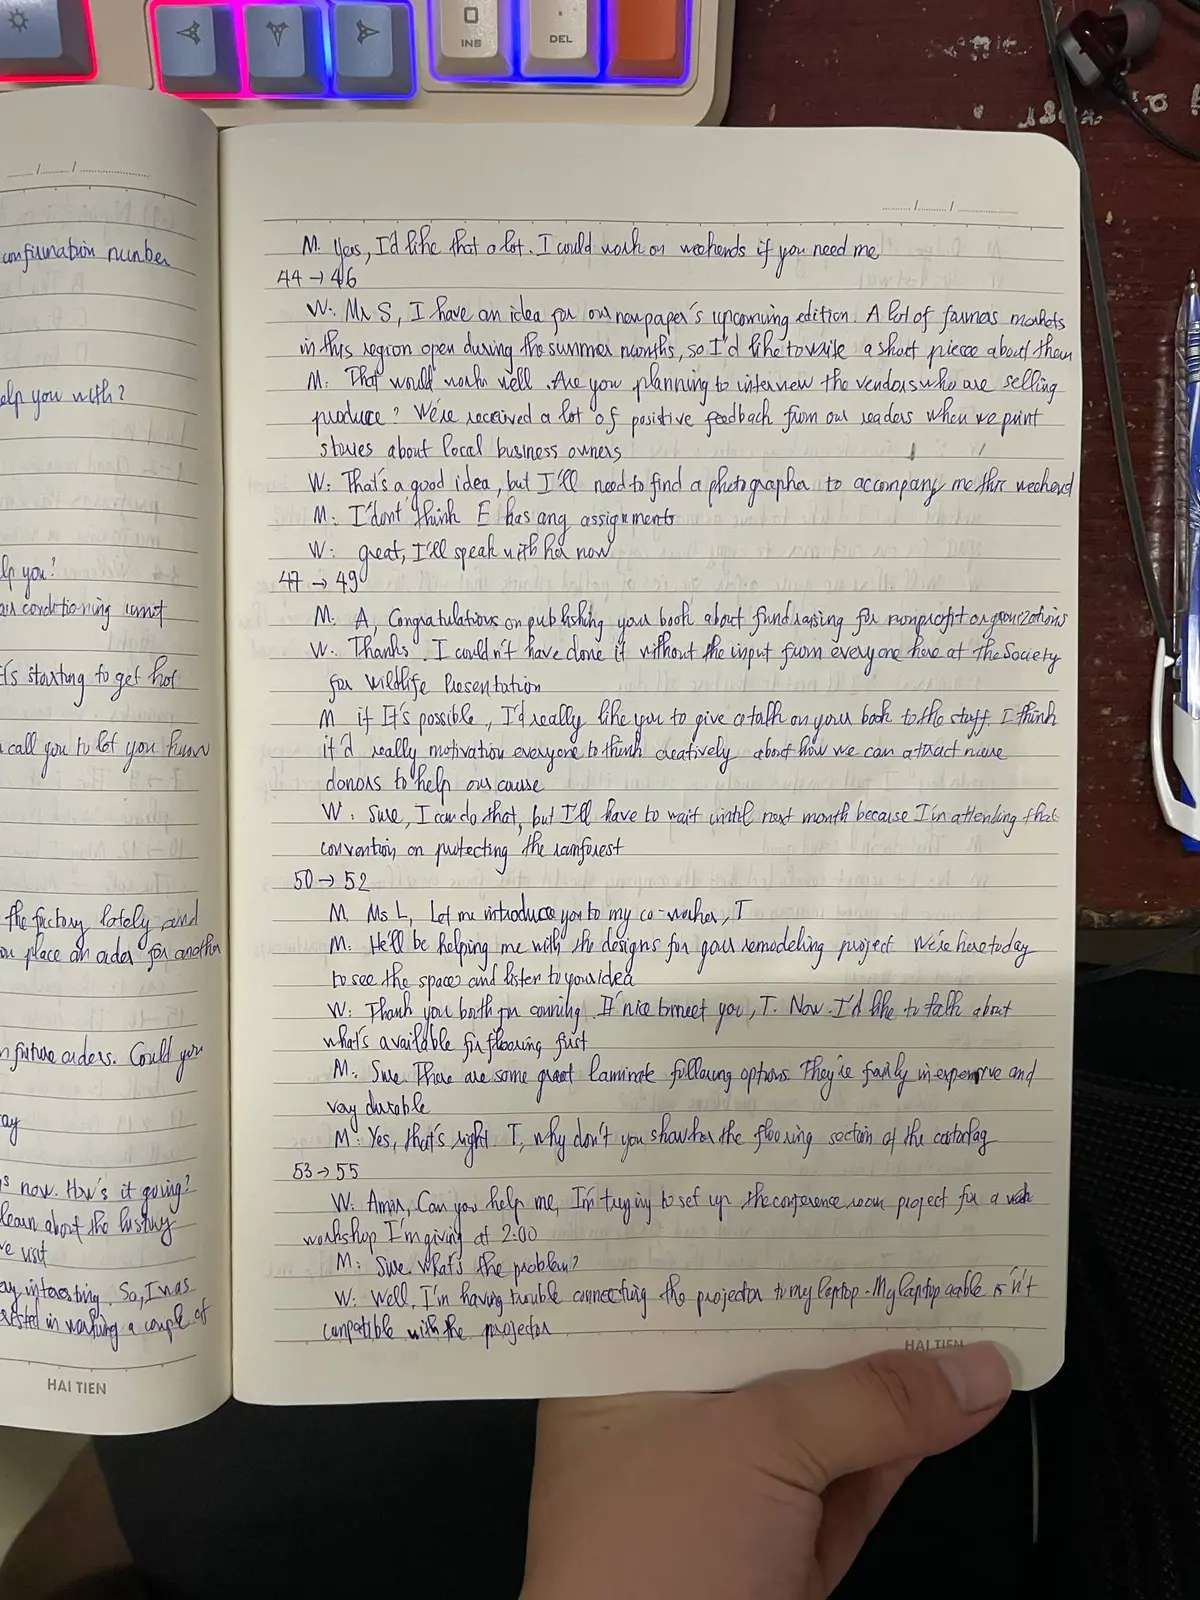 INS
DEL
confirmation number
elp you with?
lp you?
air conditioning unit
it's starting to get hot
call you to let you know
the factory lately and
ou place an order for another
n future orders. Could you
ay
s now. How's it going?
learn about the history
ve visit
ay interesting. So, I was
rested in working a couple of
HAI TIEN
M. Yes, I'd like that a lot. I could work on weekends if you need me
44 → 46
W: Mr S, I have an idea for our newpaper's upcoming edition. A lot of farmers markets
in this region open during the summer months, so I'd like to write a short piece about them
M: That would work well. Are you planning to interview the vendors who are selling
produce? We're received a lot of positive feedback from our readers when we print
stories about local business owners
W: That's a good idea, but I'll need to find a photographer to accompany me this weekend
M: I don't think E has any assignments
W: great, I'll speak with her now
47 → 49
M. A, Congratulations on publishing your book about fundraising for nonprofit organizations
W: Thanks. I couldn't have done it without the input from everyone here at The Society
for Wildlife Presentation
M if It's possible, I'd really like you to give a talk on your book to the staff. I think
it'd really motivation everyone to think creatively about how we can attract more
donors to help our cause
W: Sure, I can do that, but I'll have to wait until next month because I'm attending that
convention on protecting the rainforest
50 → 52
M. Ms L, Let me introduce you to my co-worker, T
M: He'll be helping me with the designs for your remodeling project We're here today
to see the space and listen to your idea
W: Thank you both for coming. It nice to meet you, T. Now I'd like to talk about
what's available for flooring first
M: Sure. There are some great laminate options They're fairly inexpensive and
very durable
M: Yes, that's right. T, why don't you show her the flooring section of the
53 → 55
W: Amir, Can you help me, I'm trying to set up the conference room project for a
workshop I'm giving at 2:00
M: Sure. what's the problem?
W: Well, I'm having trouble connecting the projector to my laptop. My laptop cable isn't
compatible with the projector
HAI TIEN